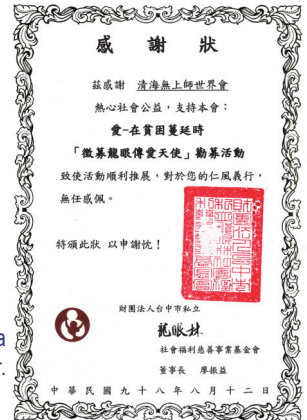 感謝狀
茲感謝 清海無上師世界會
熱心社會公益，支持本會：
愛-在貧困蔓延時
「徵募龍眼傳愛天使」勸募活動
致使活動順利推展，對於您的仁風義行，
無任感佩。
特頒此狀 以申謝忱！
財團法人台中市私立
龍眼林
社會福利慈善事業基金會
董事長 廖振益
中華民國九十八年八月十二日
a
r.